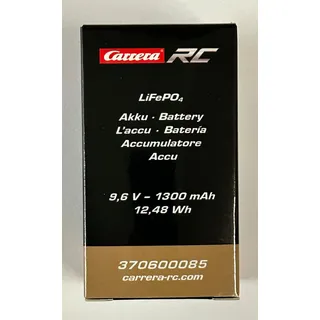 Carrera RC
LiFePO₄
Akku · Battery
L'accu · Batería
Accumulatore
Accu
9,6 V – 1300 mAh
12,48 Wh
370600085
carrera-rc.com